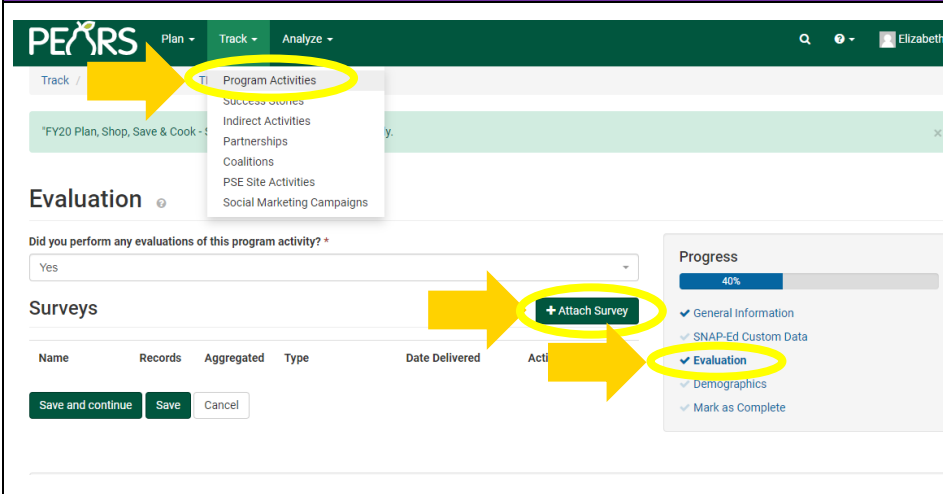 PEARS Plan Track Analyze Elizabeth
Track /
Program Activities
Success Stories
"FY20 Plan, Shop, Save & Cook - y. ×
Indirect Activities
Partnerships
Coalitions
PSE Site Activities
Social Marketing Campaigns
Evaluation
Did you perform any evaluations of this program activity? *
Yes
Progress
40%
Surveys
+ Attach Survey
General Information
SNAP-Ed Custom Data
Evaluation
Demographics
Mark as Complete
Name Records Aggregated Type Date Delivered
Save and continue Save Cancel